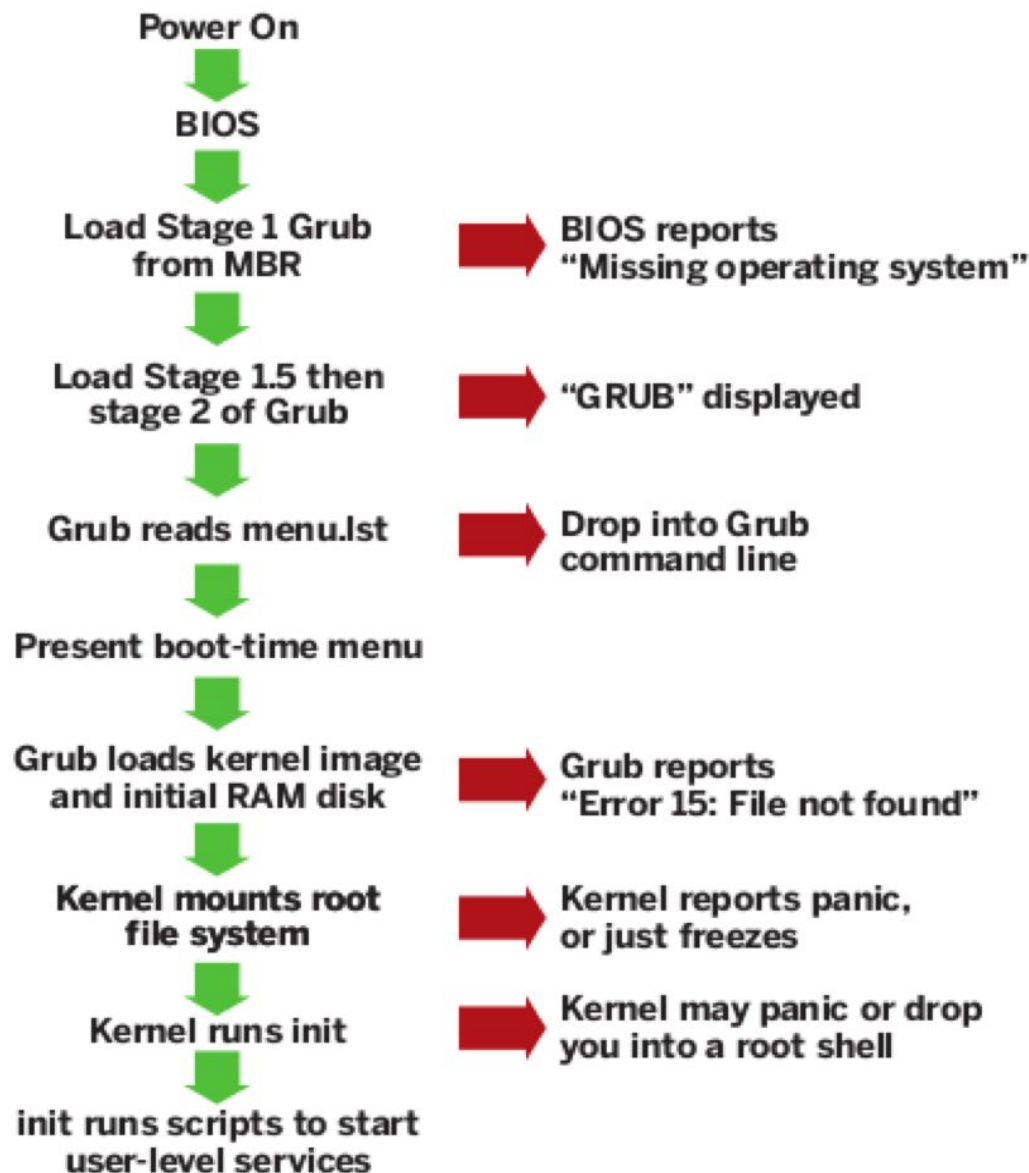 Power On
BIOS
Load Stage 1 Grub
from MBR
BIOS reports
“Missing operating system”
Load Stage 1.5 then
stage 2 of Grub
“GRUB” displayed
Grub reads menu.lst
Drop into Grub
command line
Present boot-time menu
Grub loads kernel image
and initial RAM disk
Grub reports
“Error 15: File not found”
Kernel mounts root
file system
Kernel reports panic,
or just freezes
Kernel runs init
Kernel may panic or drop
you into a root shell
init runs scripts to start
user-level services